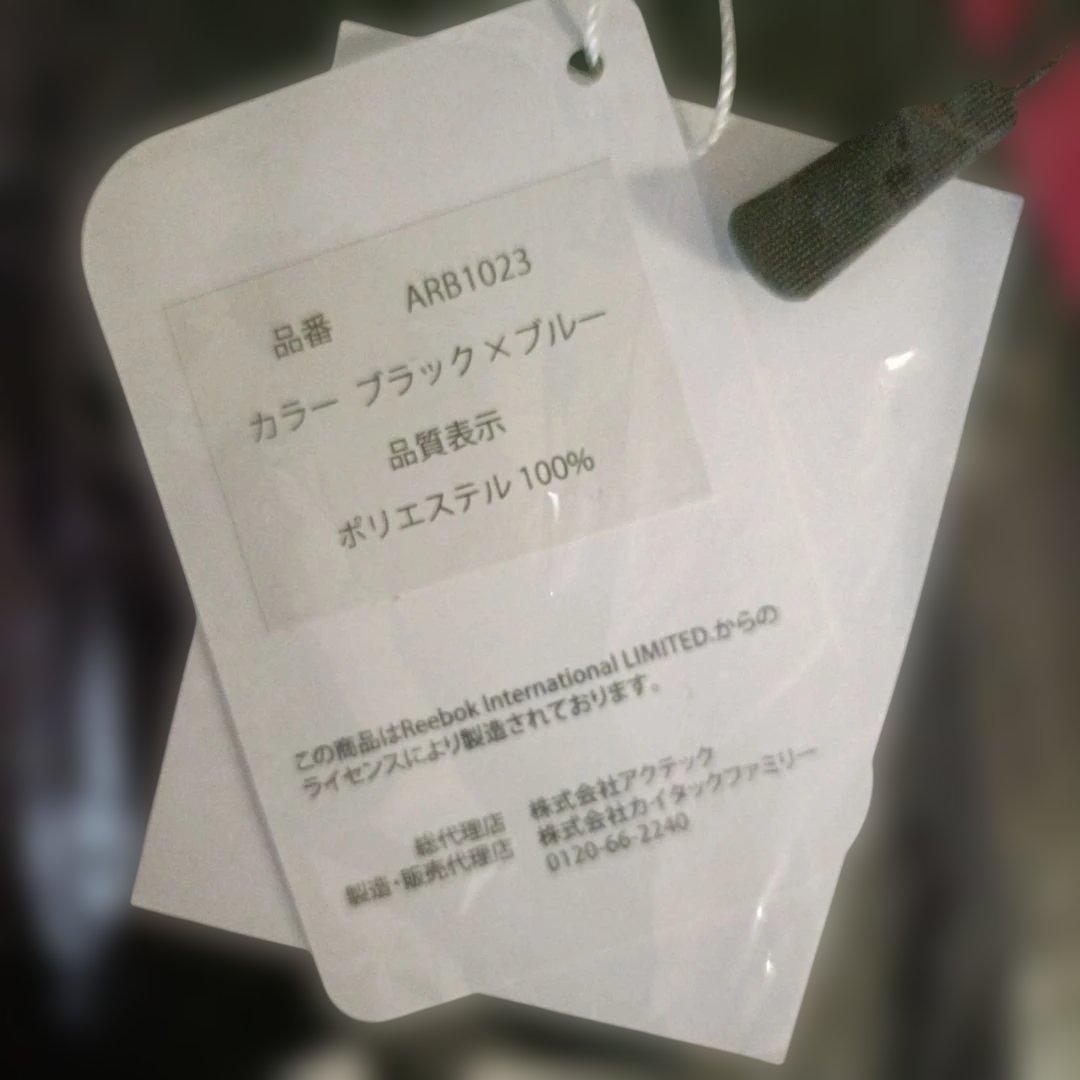 品番 ARB1023
カラー ブラック×ブルー
品質表示
ポリエステル 100%
この商品はReebok International LIMITED.からの
ライセンスにより製造されております。
総代理店 株式会社アクテック
製造・販売代理店 株式会社カイタックファミリー
0120-66-2240